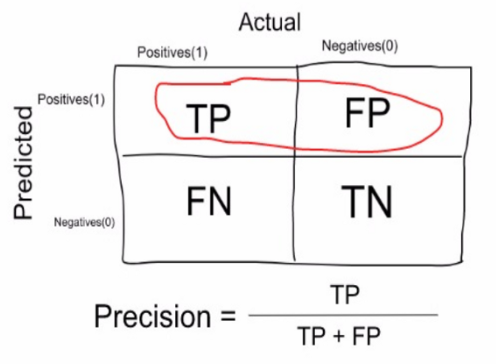 Actual
Positives(1) Negatives(0)
Predicted
Positives(1) TP FP
Negatives(0) FN TN
Precision = TP
TP + FP